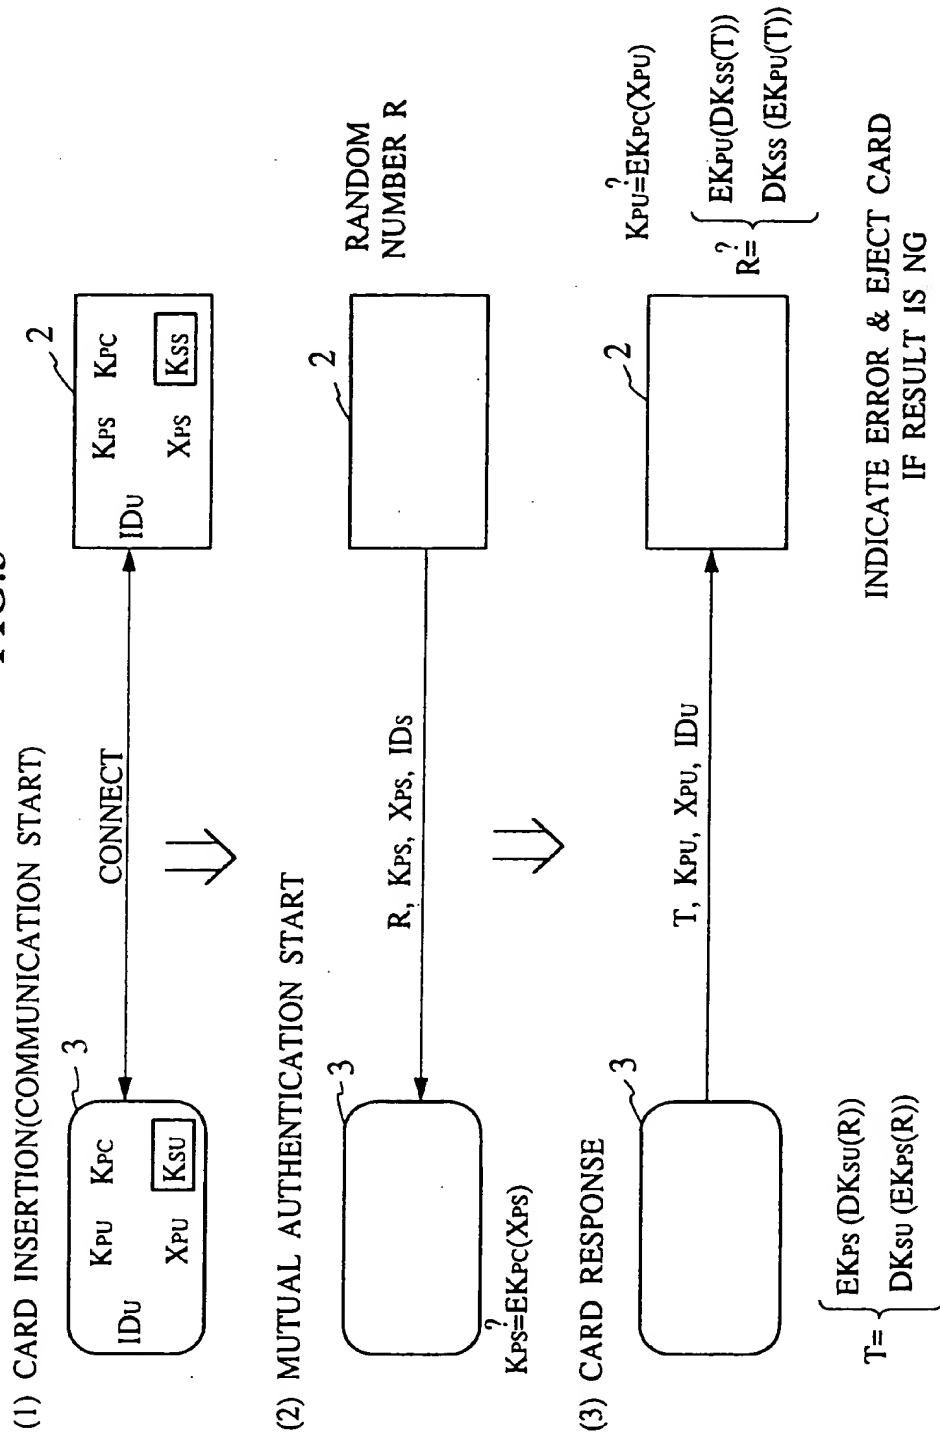 (1) CARD INSERTION(COMMUNICATION START)
3
IDU
KPU KPC
XPU KSU
CONNECT
2
IDU
KPS KPC
XPS KSS
(2) MUTUAL AUTHENTICATION START
3
KPS ?= EKPC(XPS)
R, KPS, XPS, IDS
2
RANDOM
NUMBER R
(3) CARD RESPONSE
3
T= { EKPS (DKSU(R))
DKSU (EKPS(R))
T, KPU, XPU, IDU
2
KPU ?= EKPC(XPU)
R ?= { EKPU(DKSS(T))
DKSS (EKPU(T))
INDICATE ERROR & EJECT CARD
IF RESULT IS NG